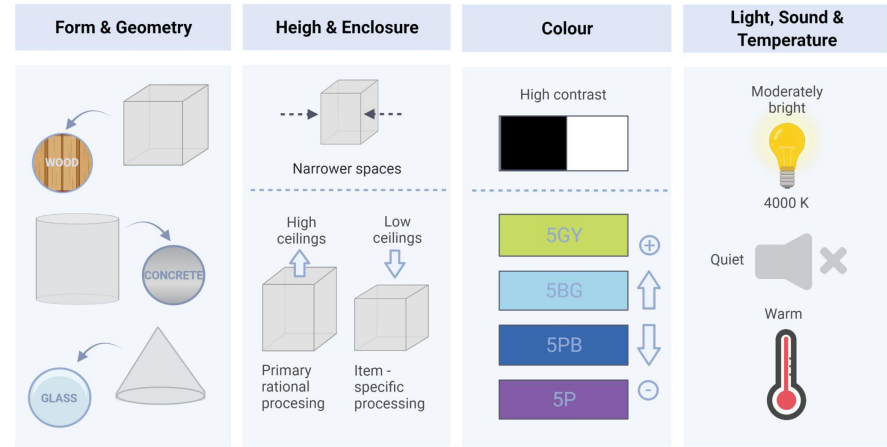 Form & Geometry
WOOD
CONCRETE
GLASS
Heigh & Enclosure
Narrower spaces
High
ceilings
Low
ceilings
Primary
rational
procesing
Item -
specific
processing
Colour
High contrast
5GY
5BG
5PB
5P
Light, Sound &
Temperature
Moderately
bright
4000 K
Quiet
Warm